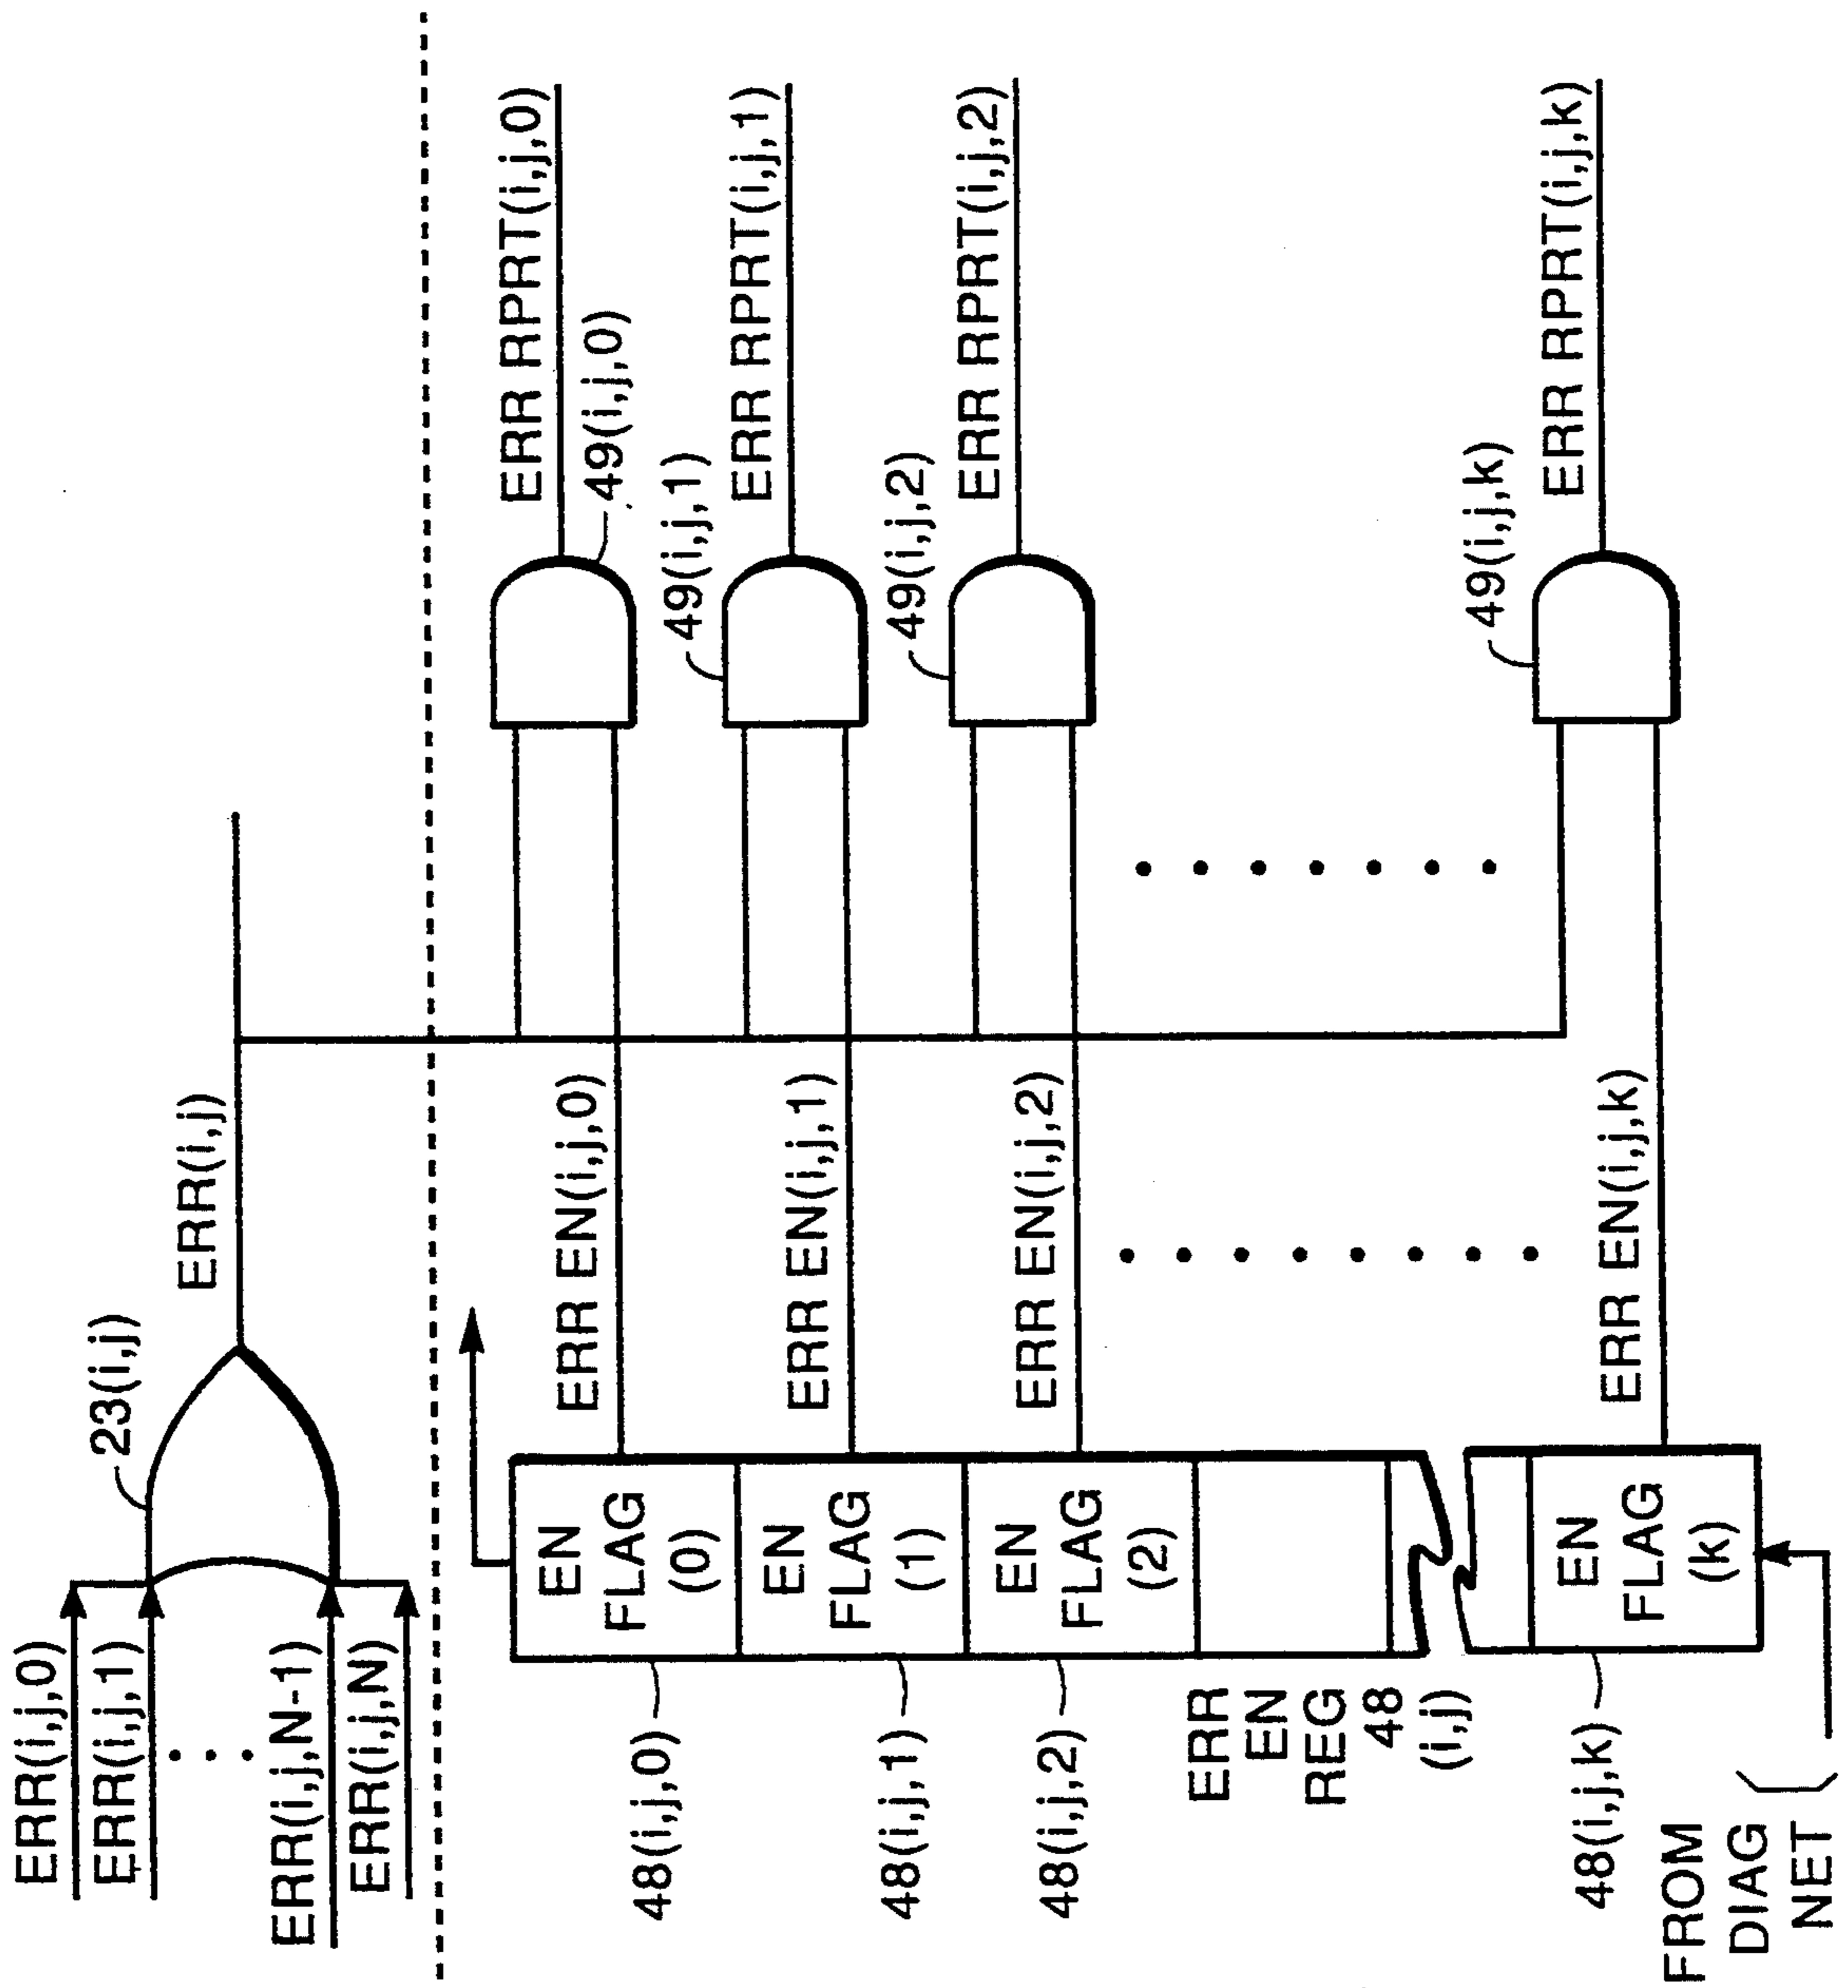 ERR(i,j,0)
ERR(i,j,1)
ERR(i,j,N-1)
ERR(i,j,N)
23(i,j)
ERR(i,j)
48(i,j,0)
EN
FLAG
(0)
ERR EN(i,j,0)
49(i,j,0)
ERR RPRT(i,j,0)
48(i,j,1)
EN
FLAG
(1)
ERR EN(i,j,1)
49(i,j,1)
ERR RPRT(i,j,1)
48(i,j,2)
EN
FLAG
(2)
ERR EN(i,j,2)
49(i,j,2)
ERR RPRT(i,j,2)
ERR
EN
REG
48
(i,j)
48(i,j,k)
EN
FLAG
(k)
ERR EN(i,j,k)
49(i,j,k)
ERR RPRT(i,j,k)
FROM
DIAG
NET